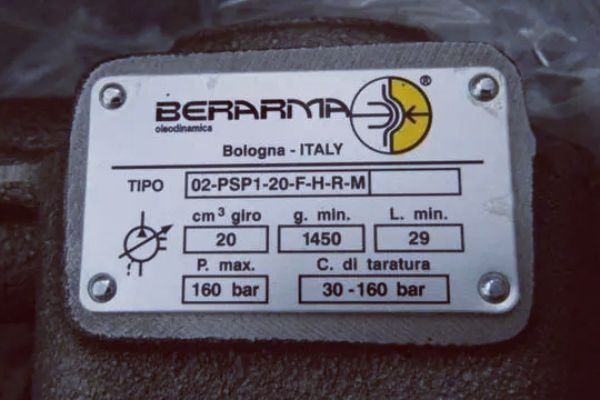 BERARMA ®
oleodinamica
Bologna - ITALY
TIPO 02-PSP1-20-F-H-R-M
cm³ giro g. min. L. min.
20 1450 29
P. max. C. di taratura
160 bar 30 -160 bar